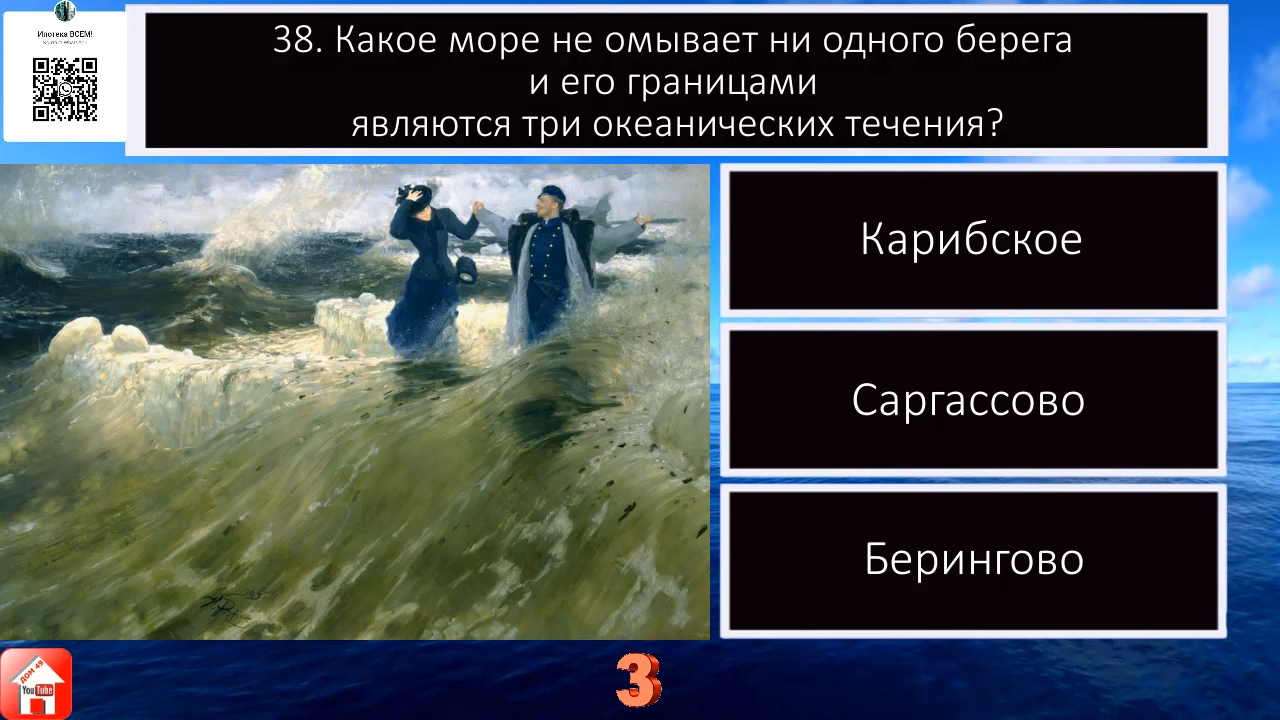 Ипотека ВСЕМ!
38. Какое море не омывает ни одного берега
и его границами
являются три океанических течения?
Карибское
Саргассово
Берингово
3
ДОМ 49
YouTube